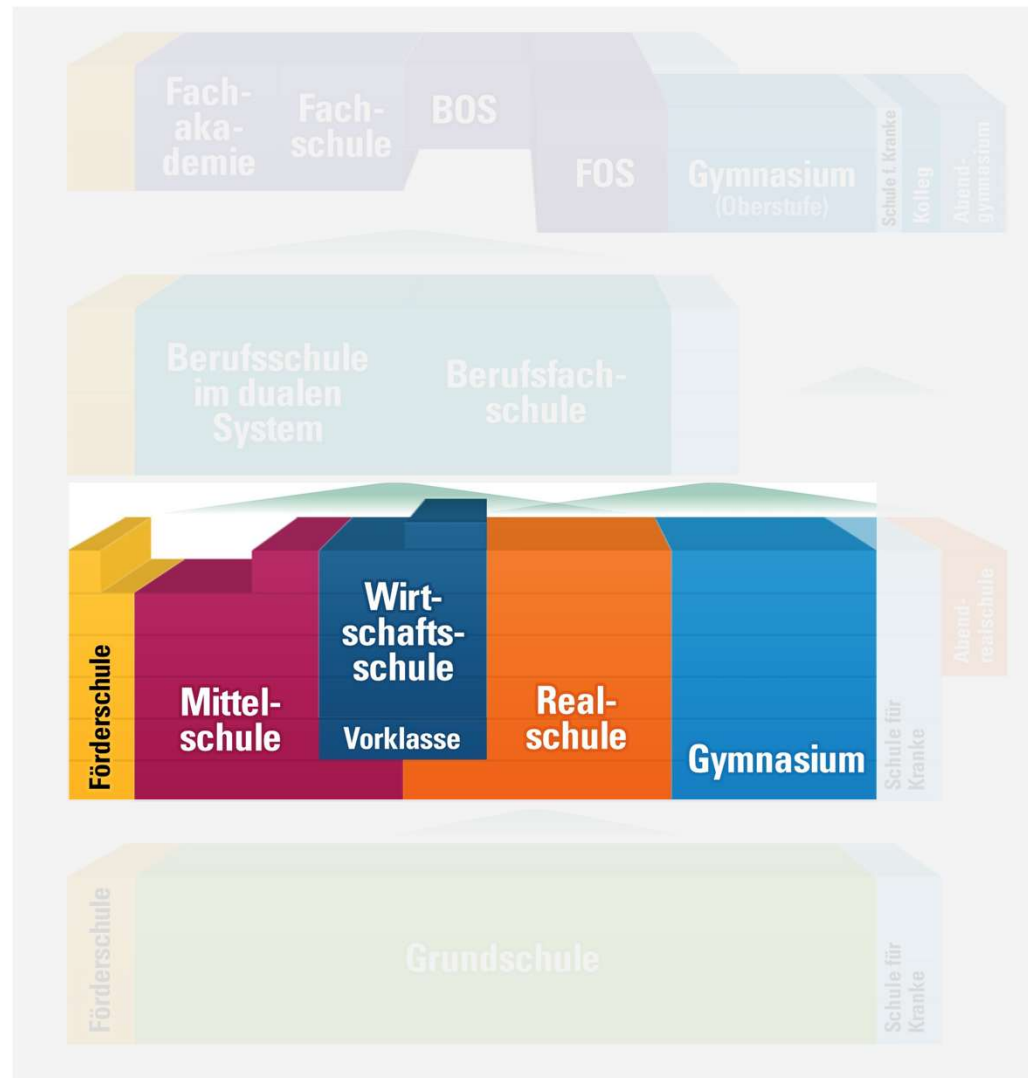 Fach-
aka-
demie
Fach-
schule
BOS
FOS
Gymnasium
(Oberstufe)
Schule f. Kranke
Kolleg
Abend-
gymnasium
Berufsschule
im dualen
System
Berufsfach-
schule
Förderschule
Mittel-
schule
Wirt-
schafts-
schule
Vorklasse
Real-
schule
Gymnasium
Schule für
Kranke
Abend-
realschule
Förderschule
Grundschule
Schule für
Kranke